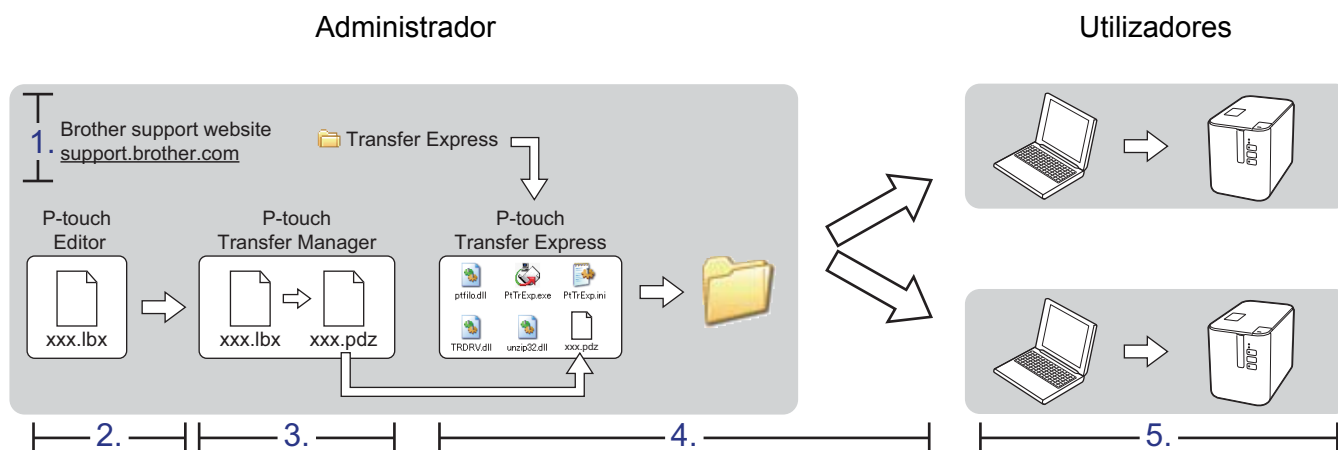 Administrador
Utilizadores
1.
Brother support website
support.brother.com
Transfer Express
P-touch
Editor
xxx.lbx
P-touch
Transfer Manager
xxx.lbx
xxx.pdz
P-touch
Transfer Express
ptfilo.dll
PtTrExp.exe
PtTrExp.ini
TRDRV.dll
unzip32.dll
xxx.pdz
2.
3.
4.
5.